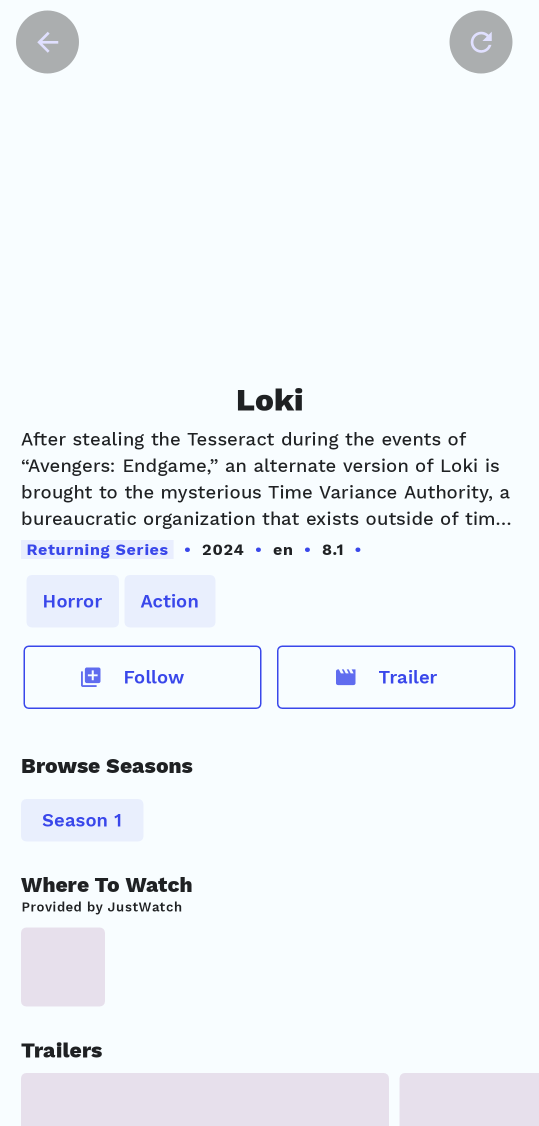 Loki
After stealing the Tesseract during the events of
“Avengers: Endgame,” an alternate version of Loki is
brought to the mysterious Time Variance Authority, a
bureaucratic organization that exists outside of tim...
Returning Series • 2024 • en • 8.1 •
Horror Action
Follow Trailer
Browse Seasons
Season 1
Where To Watch
Provided by JustWatch
Trailers